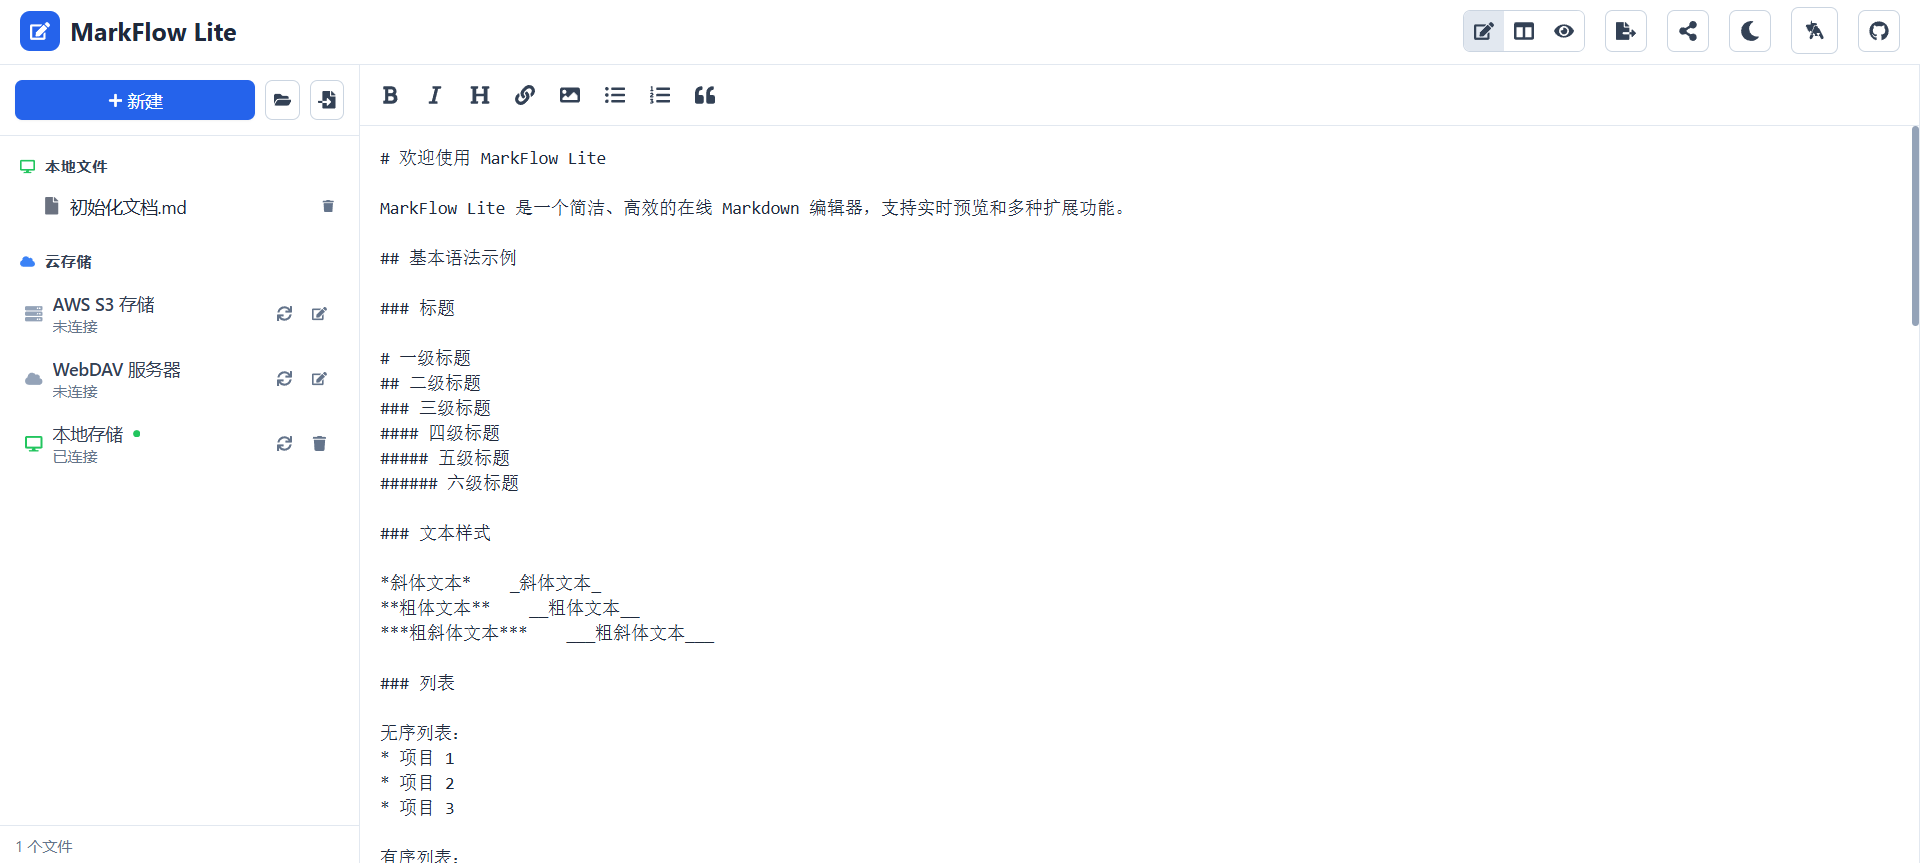 MarkFlow Lite
新建
本地文件
初始化文档.md
云存储
AWS S3 存储
未连接
WebDAV 服务器
未连接
本地存储
已连接
1 个文件
B I H
# 欢迎使用 MarkFlow Lite
MarkFlow Lite 是一个简洁、高效的在线 Markdown 编辑器，支持实时预览和多种扩展功能。
## 基本语法示例
### 标题
# 一级标题
## 二级标题
### 三级标题
#### 四级标题
##### 五级标题
###### 六级标题
### 文本样式
*斜体文本*    _斜体文本_
**粗体文本**    __粗体文本__
***粗斜体文本***    ___粗斜体文本___
### 列表
无序列表：
* 项目 1
* 项目 2
* 项目 3
有序列表：